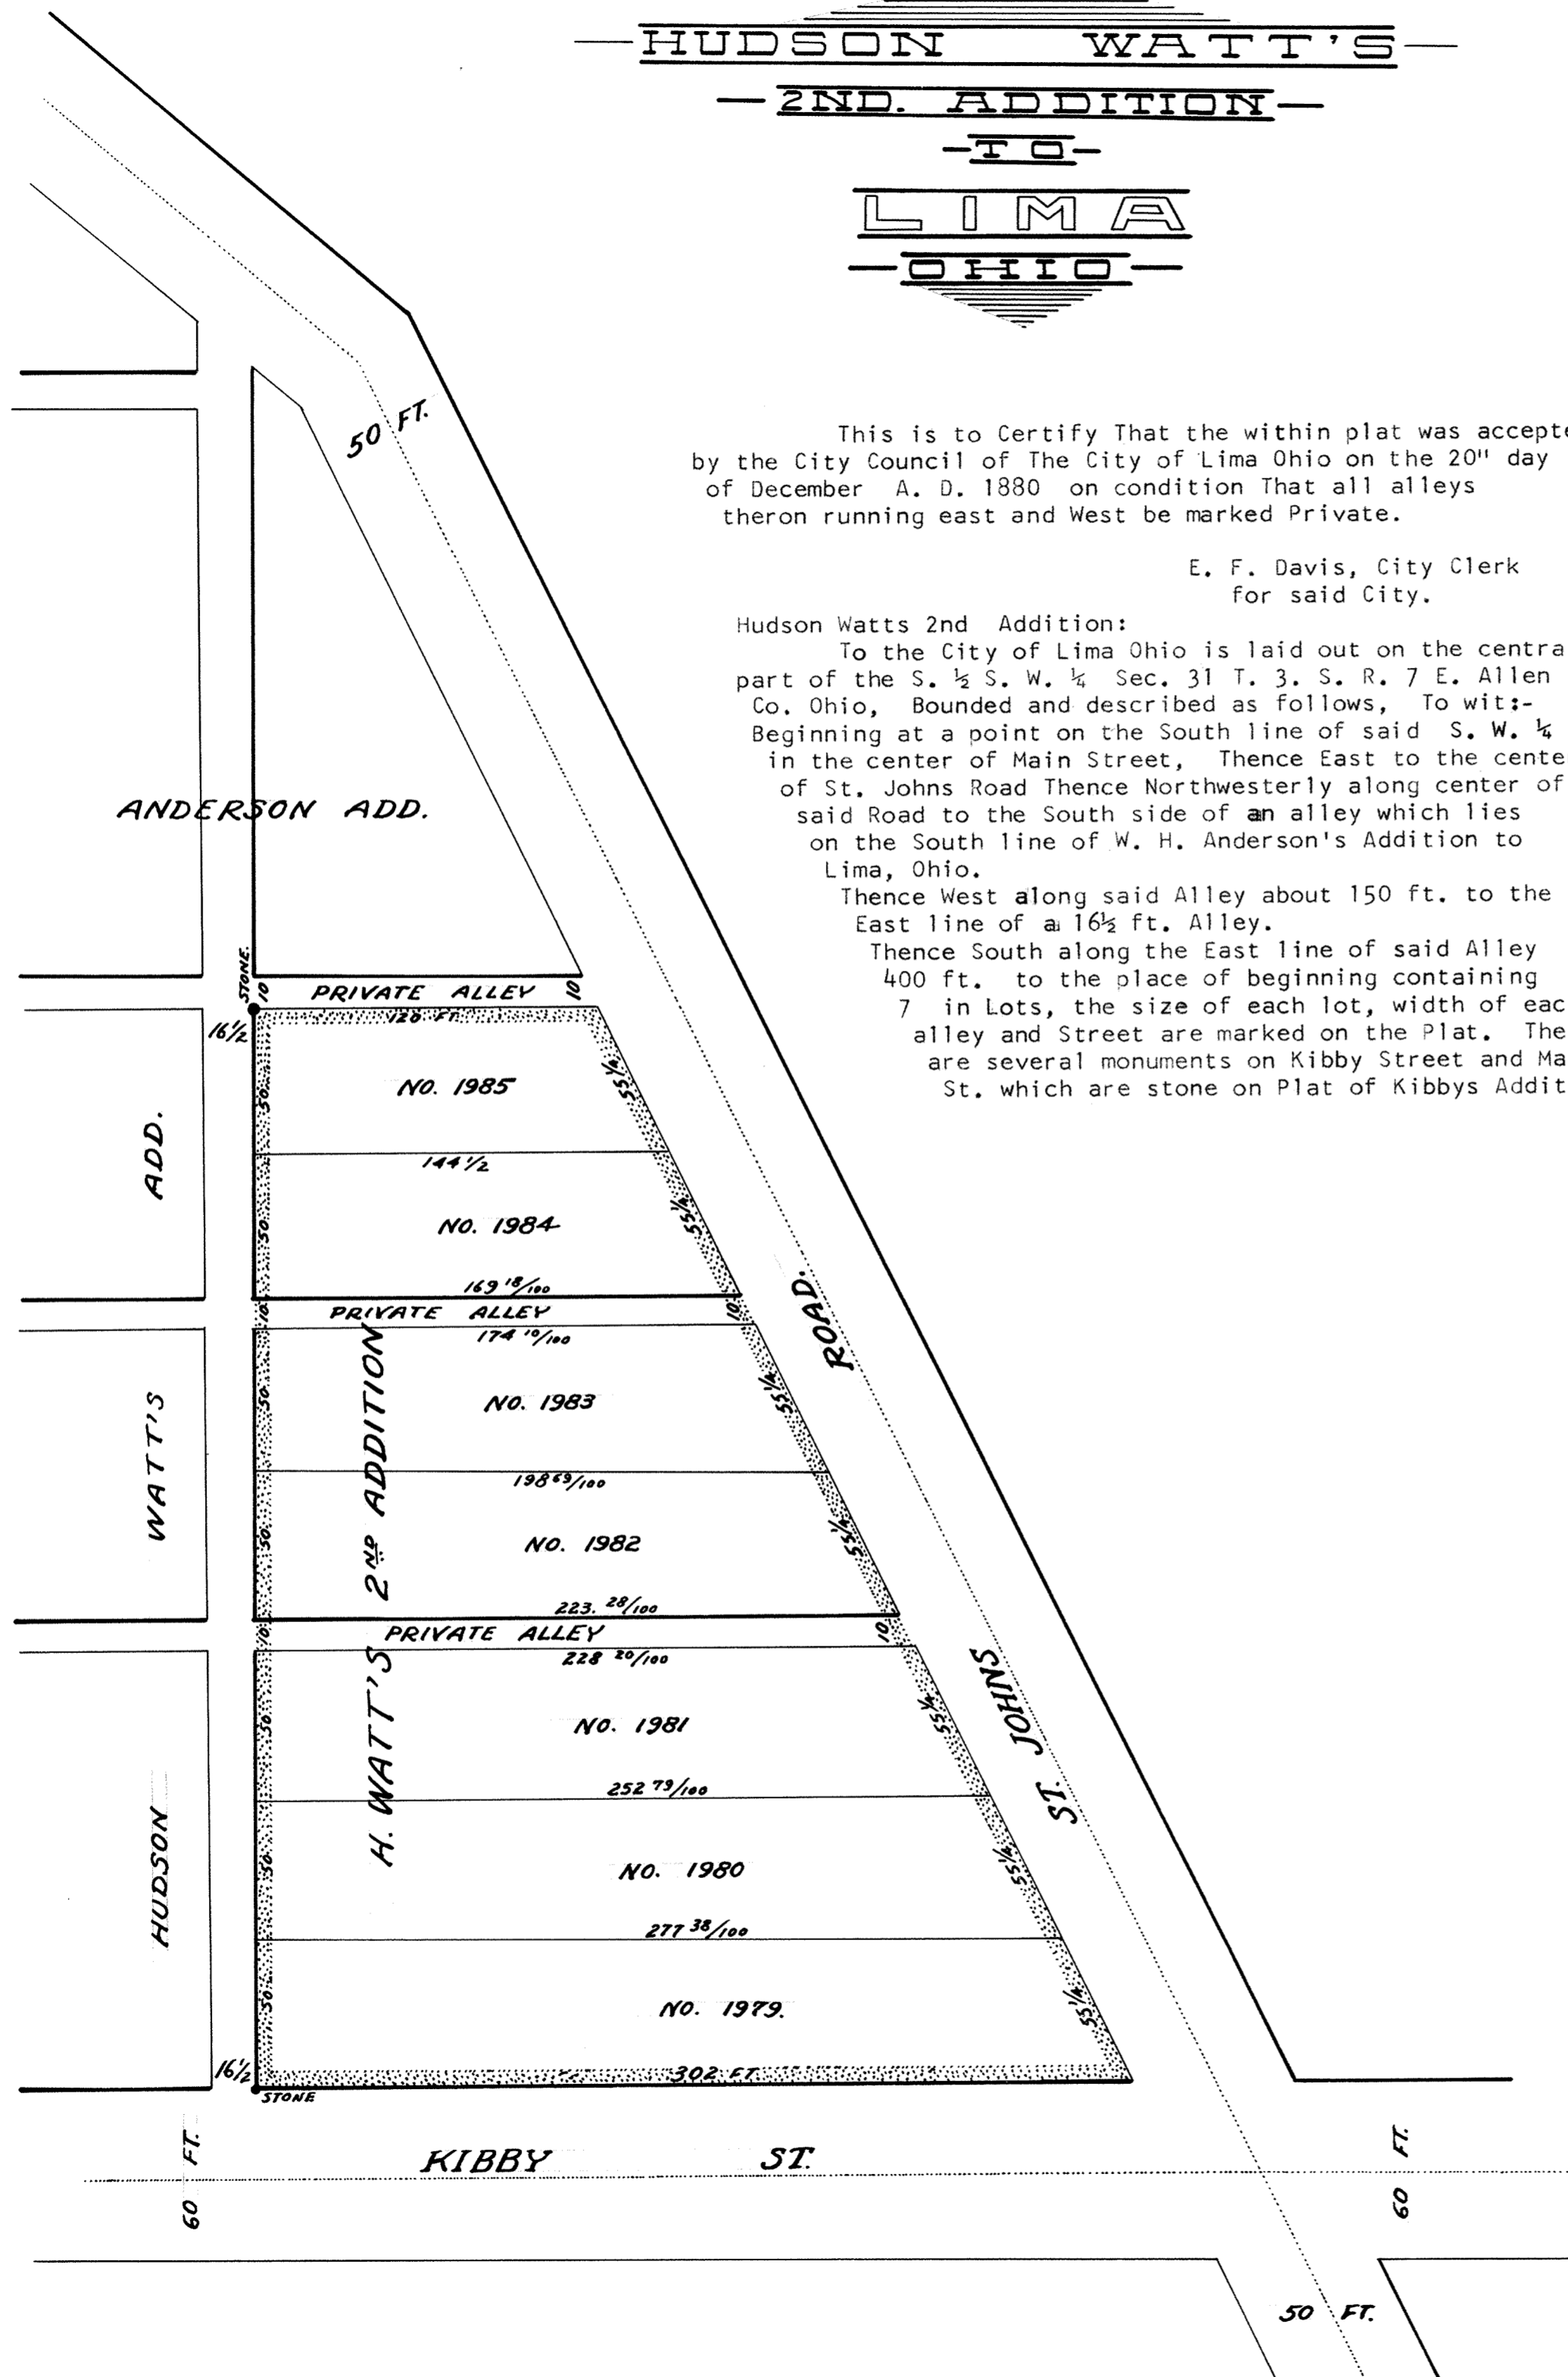 HUDSON WATT'S
2ND. ADDITION
TO
LIMA
OHIO
50 FT.
This is to Certify That the within plat was accepte
by the City Council of The City of Lima Ohio on the 20" day
of December A. D. 1880 on condition That all alleys
theron running east and West be marked Private.
E. F. Davis, City Clerk
for said City.
Hudson Watts 2nd Addition:
To the City of Lima Ohio is laid out on the centra
part of the S. ½ S. W. ¼ Sec. 31 T. 3. S. R. 7 E. Allen
Co. Ohio, Bounded and described as follows, To wit:-
Beginning at a point on the South line of said S. W. ¼
in the center of Main Street, Thence East to the cente
of St. Johns Road Thence Northwesterly along center of
said Road to the South side of an alley which lies
on the South line of W. H. Anderson's Addition to
Lima, Ohio.
Thence West along said Alley about 150 ft. to the
East line of a 16½ ft. Alley.
Thence South along the East line of said Alley
400 ft. to the place of beginning containing
7 in Lots, the size of each lot, width of eac
alley and Street are marked on the Plat. The
are several monuments on Kibby Street and Ma
St. which are stone on Plat of Kibbys Addit
ANDERSON ADD.
STONE.
10 PRIVATE ALLEY 10
120 FT.
16½
50 NO. 1985 55¼
144 1/2
50 NO. 1984 55¼
169 18/100
10 PRIVATE ALLEY 10
174 10/100
50 NO. 1983 55¼
198 69/100
50 NO. 1982 55¼
223. 28/100
10 PRIVATE ALLEY 10
228 20/100
50 NO. 1981 55¼
252 79/100
50 NO. 1980 55¼
277 38/100
50 NO. 1979. 55¼
302 FT.
16½
STONE
HUDSON WATT'S ADD.
H. WATT'S 2ND ADDITION
ST. JOHNS ROAD.
KIBBY ST.
60 FT.
60 FT.
50 FT.